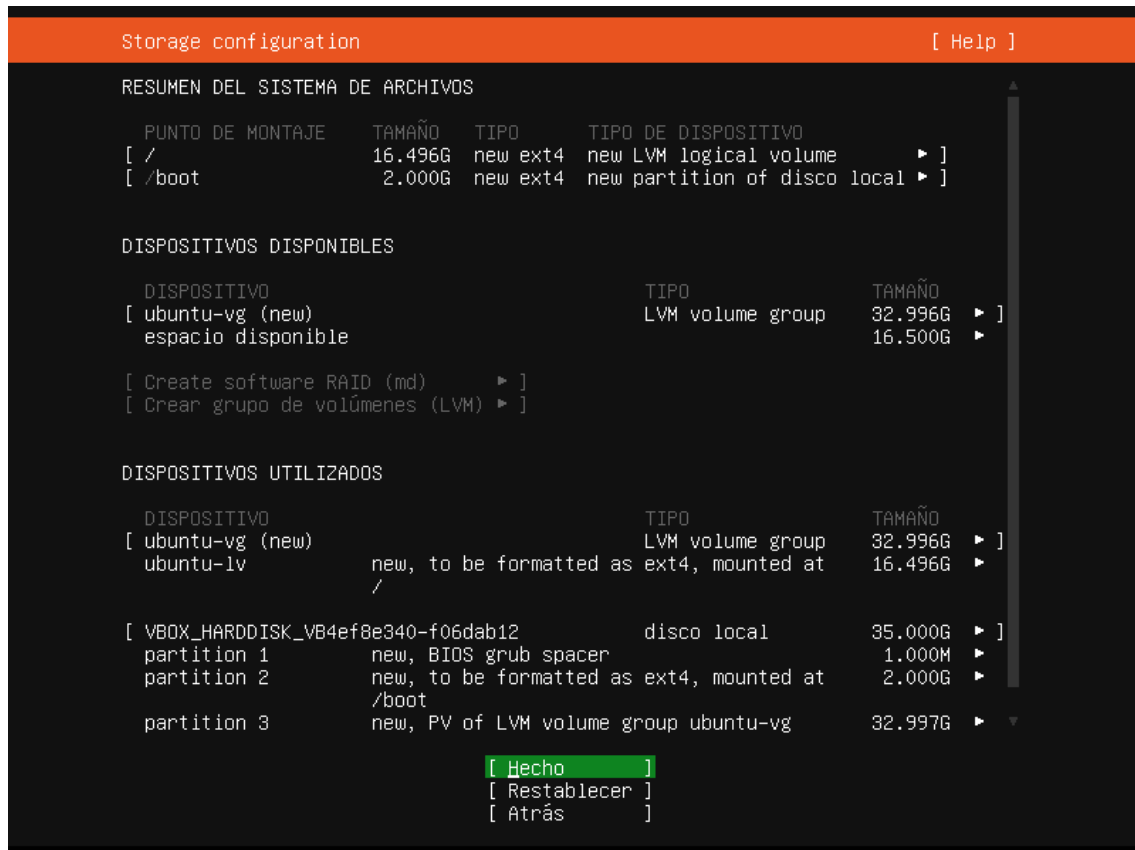 Storage configuration [ Help ]
RESUMEN DEL SISTEMA DE ARCHIVOS
PUNTO DE MONTAJE TAMAÑO TIPO TIPO DE DISPOSITIVO
[ / 16.496G new ext4 new LVM logical volume ▸ ]
[ /boot 2.000G new ext4 new partition of disco local ▸ ]
DISPOSITIVOS DISPONIBLES
DISPOSITIVO TIPO TAMAÑO
[ ubuntu-vg (new) LVM volume group 32.996G ▸ ]
espacio disponible 16.500G ▸
[ Create software RAID (md) ▸ ]
[ Crear grupo de volúmenes (LVM) ▸ ]
DISPOSITIVOS UTILIZADOS
DISPOSITIVO TIPO TAMAÑO
[ ubuntu-vg (new) LVM volume group 32.996G ▸ ]
ubuntu-lv new, to be formatted as ext4, mounted at 16.496G ▸
/
[ VBOX_HARDDISK_VB4ef8e340-f06dab12 disco local 35.000G ▸ ]
partition 1 new, BIOS grub spacer 1.000M ▸
partition 2 new, to be formatted as ext4, mounted at 2.000G ▸
/boot
partition 3 new, PV of LVM volume group ubuntu-vg 32.997G ▸
[ Hecho ]
[ Restablecer ]
[ Atrás ]